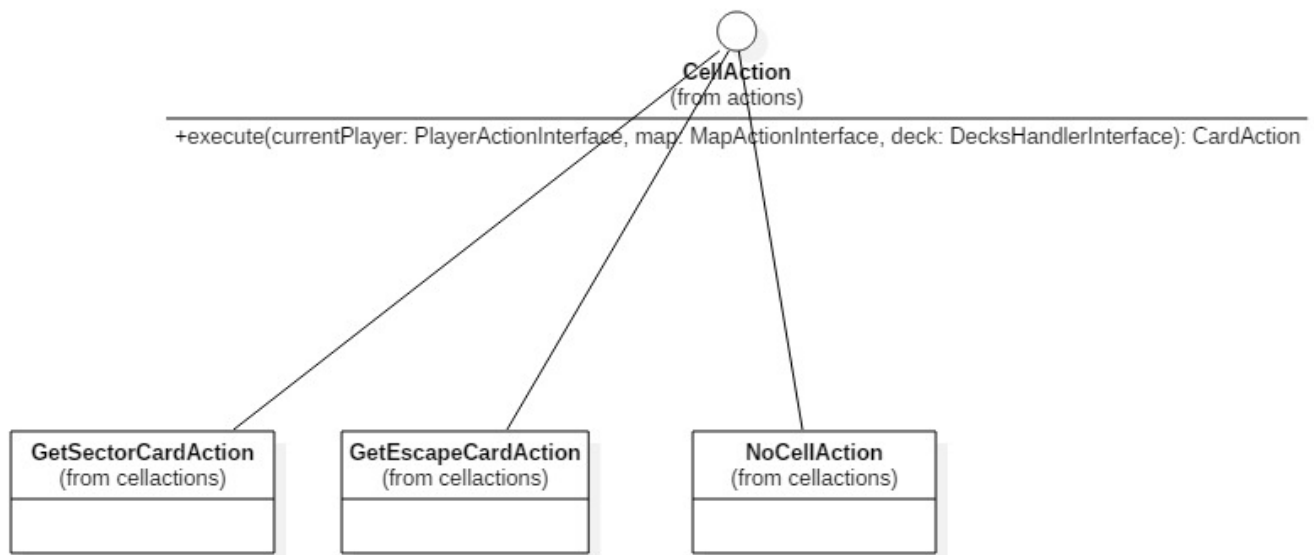 CellAction
(from actions)
+execute(currentPlayer: PlayerActionInterface, map: MapActionInterface, deck: DecksHandlerInterface): CardAction
GetSectorCardAction
(from cellactions)
GetEscapeCardAction
(from cellactions)
NoCellAction
(from cellactions)